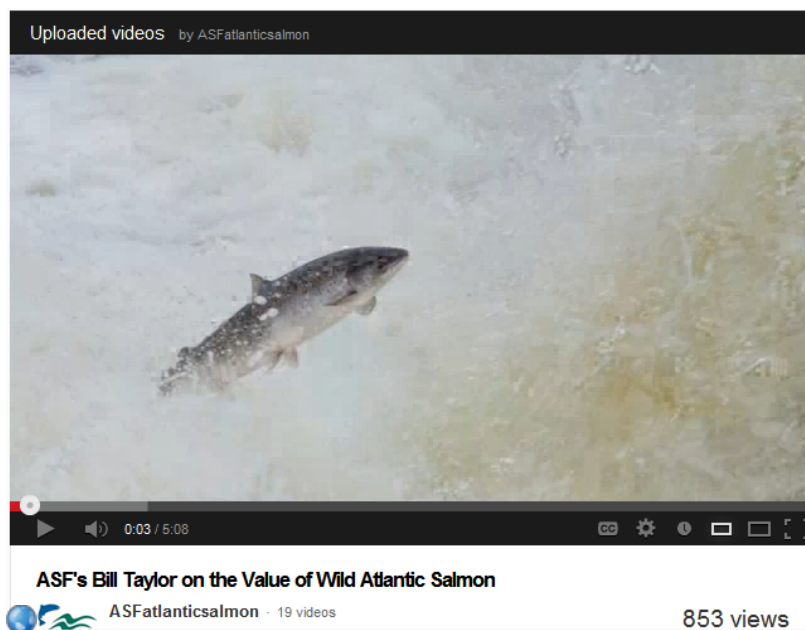 Uploaded videos by ASFatlanticsalmon
0:03 / 5:08 CC
ASF's Bill Taylor on the Value of Wild Atlantic Salmon
ASFatlanticsalmon · 19 videos
853 views